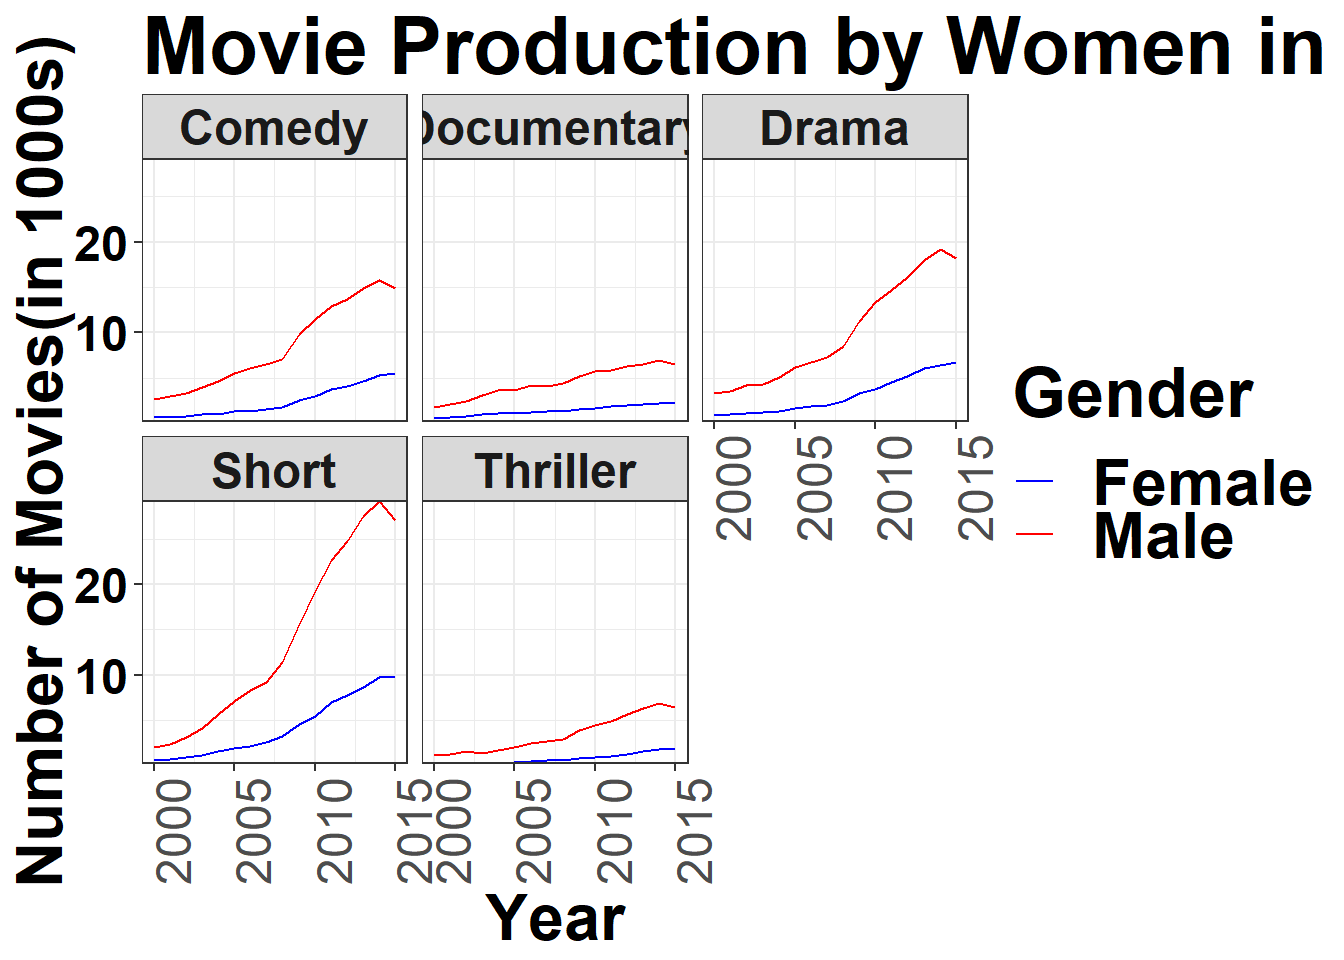 Movie Production by Women in
Number of Movies(in 1000s)
Comedy
Documentary
Drama
20
10
2000
2005
2010
2015
Gender
Female
Male
Short
Thriller
20
10
2000
2005
2010
2015
2000
2005
2010
2015
Year